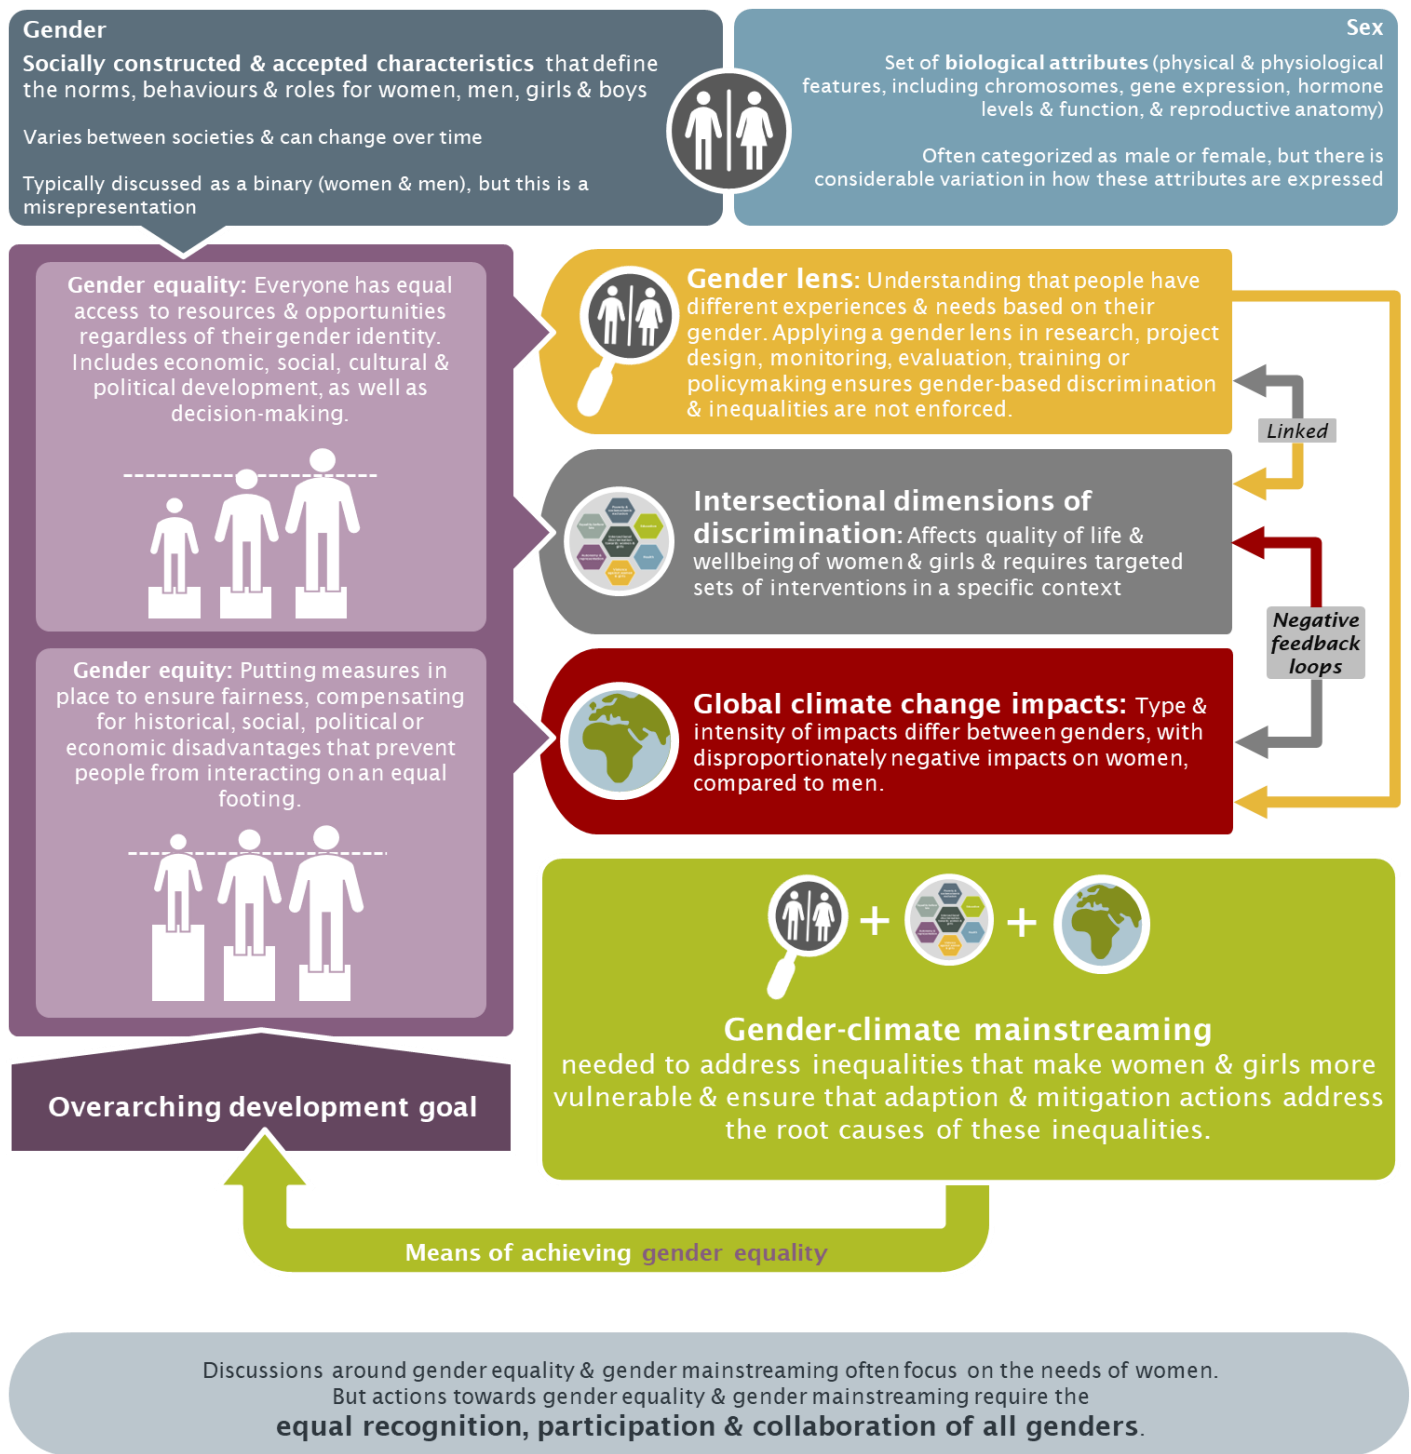 Gender
Socially constructed & accepted characteristics that define
the norms, behaviours & roles for women, men, girls & boys
Varies between societies & can change over time
Typically discussed as a binary (women & men), but this is a
misrepresentation
Sex
Set of biological attributes (physical & physiological
features, including chromosomes, gene expression, hormone
levels & function, & reproductive anatomy)
Often categorized as male or female, but there is
considerable variation in how these attributes are expressed
Gender equality: Everyone has equal
access to resources & opportunities
regardless of their gender identity.
Includes economic, social, cultural &
political development, as well as
decision-making.
Gender equity: Putting measures in
place to ensure fairness, compensating
for historical, social, political or
economic disadvantages that prevent
people from interacting on an equal
footing.
Overarching development goal
Gender lens: Understanding that people have
different experiences & needs based on their
gender. Applying a gender lens in research, project
design, monitoring, evaluation, training or
policymaking ensures gender-based discrimination
& inequalities are not enforced.
Linked
Intersectional dimensions of
discrimination: Affects quality of life &
wellbeing of women & girls & requires targeted
sets of interventions in a specific context
Negative
feedback
loops
Global climate change impacts: Type &
intensity of impacts differ between genders, with
disproportionately negative impacts on women,
compared to men.
+ +
Gender-climate mainstreaming
needed to address inequalities that make women & girls more
vulnerable & ensure that adaption & mitigation actions address
the root causes of these inequalities.
Means of achieving gender equality
Discussions around gender equality & gender mainstreaming often focus on the needs of women.
But actions towards gender equality & gender mainstreaming require the
equal recognition, participation & collaboration of all genders.